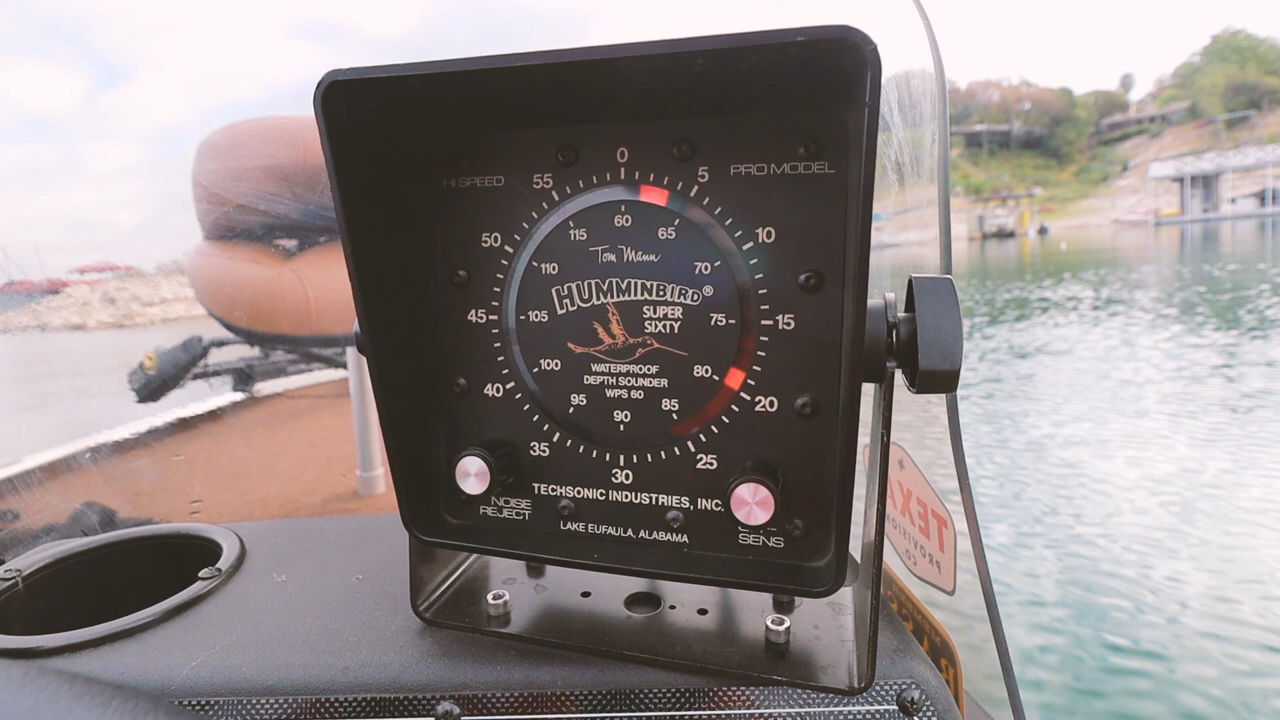 HI SPEED
PRO MODEL
0
5
10
15
20
25
30
35
40
45
50
55
60
65
70
75
80
85
90
95
100
105
110
115
Tom Mann
HUMMINBIRD®
SUPER
SIXTY
WATERPROOF
DEPTH SOUNDER
WPS 60
NOISE
REJECT
TECHSONIC INDUSTRIES, INC.
LAKE EUFAULA, ALABAMA
SENS
TEXA
PROVISION
CO